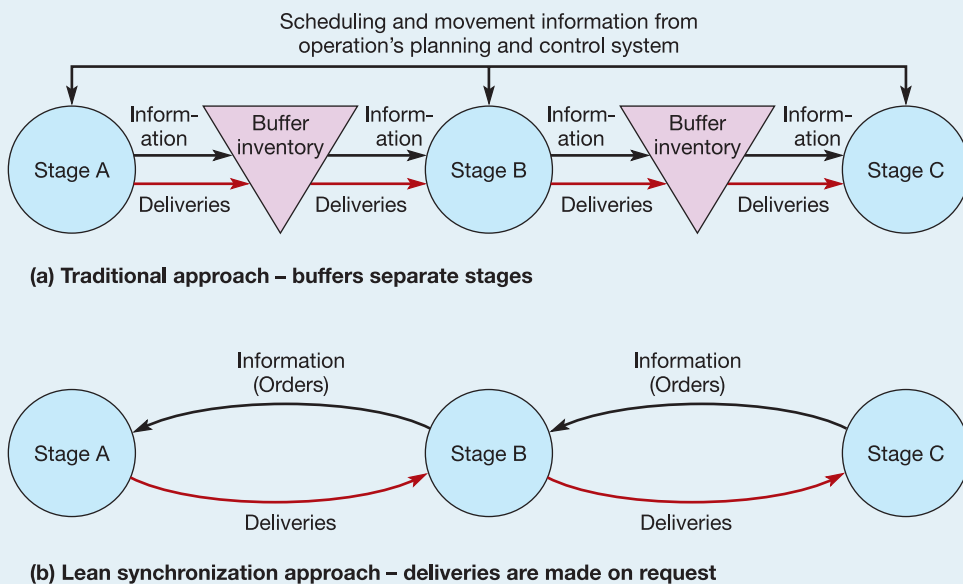 Scheduling and movement information from
operation's planning and control system
Inform-
ation
Buffer
inventory
Inform-
ation
Inform-
ation
Buffer
inventory
Inform-
ation
Stage A
Stage B
Stage C
Deliveries
Deliveries
Deliveries
Deliveries
(a) Traditional approach – buffers separate stages
Information
(Orders)
Information
(Orders)
Stage A
Stage B
Stage C
Deliveries
Deliveries
(b) Lean synchronization approach – deliveries are made on request